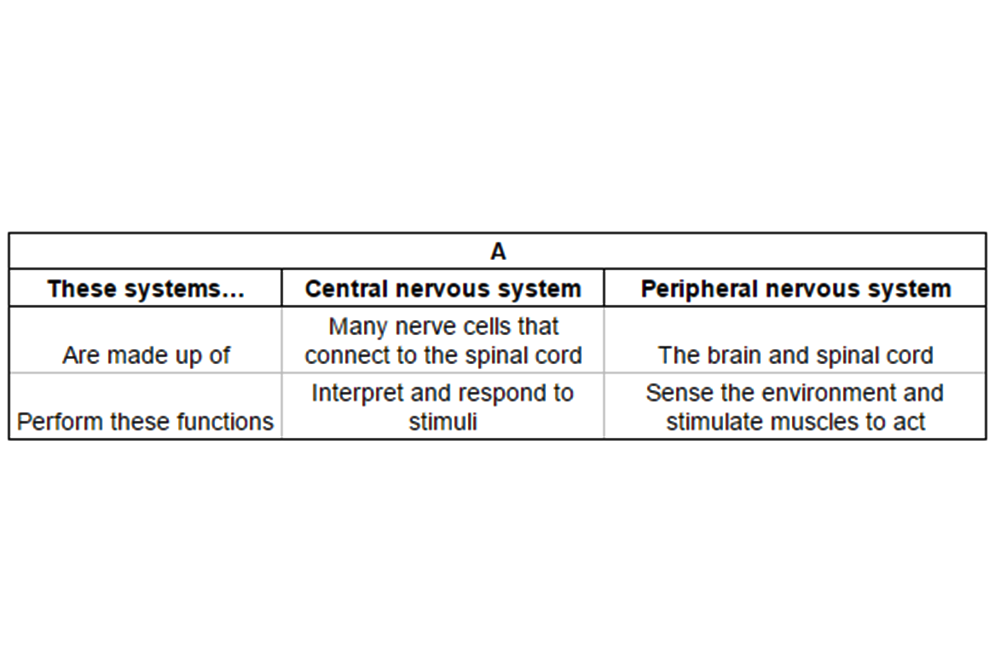 A
These systems… Central nervous system Peripheral nervous system
Many nerve cells that
Are made up of connect to the spinal cord The brain and spinal cord
Interpret and respond to Sense the environment and
Perform these functions stimuli stimulate muscles to act